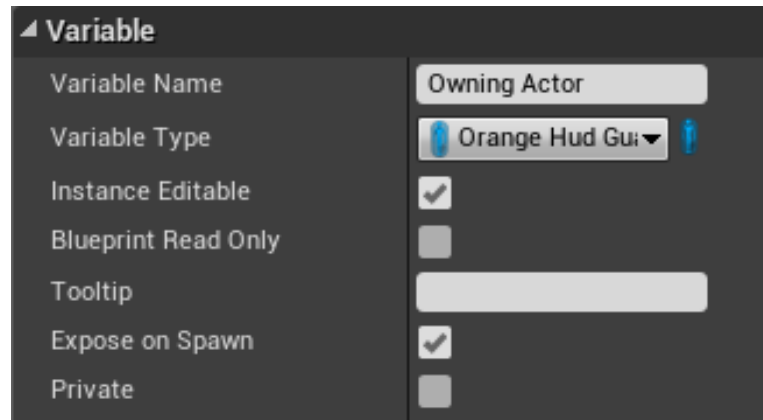 Variable
Variable Name Owning Actor
Variable Type Orange Hud
Instance Editable
Blueprint Read Only
Tooltip
Expose on Spawn
Private